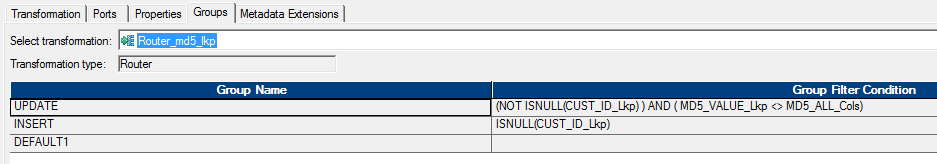 Transformation Ports Properties Groups Metadata Extensions
Select transformation: Router_md5_lkp
Transformation type: Router
Group Name Group Filter Condition
UPDATE (NOT ISNULL(CUST_ID_Lkp) ) AND ( MD5_VALUE_Lkp <> MD5_ALL_Cols)
INSERT ISNULL(CUST_ID_Lkp)
DEFAULT1